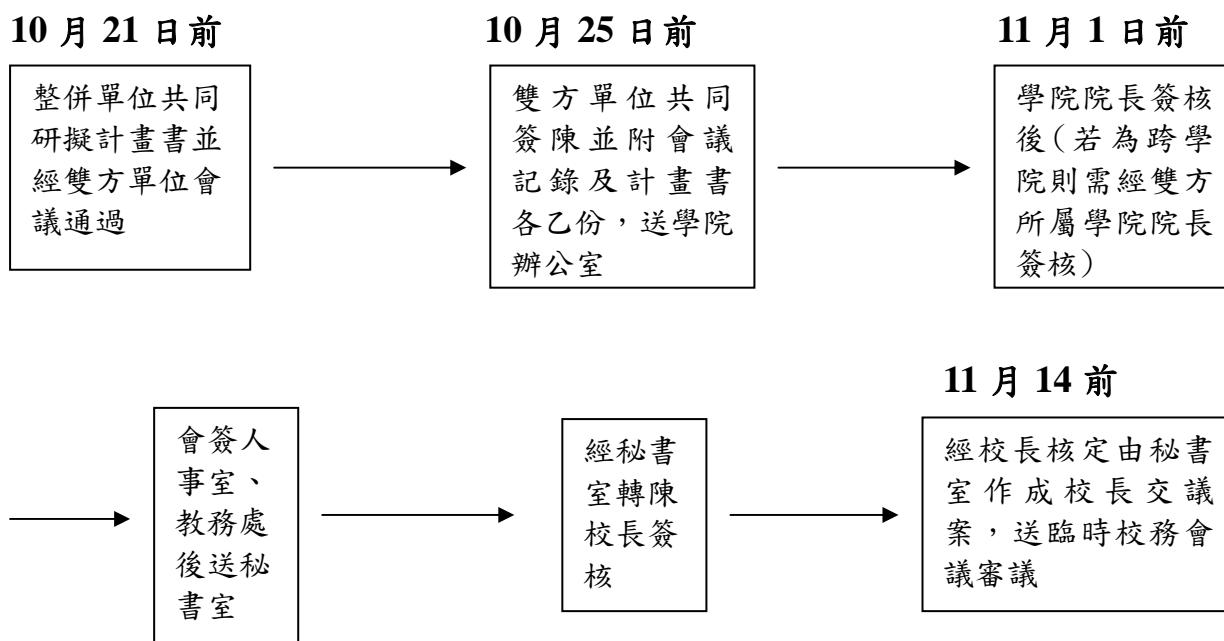 10 月 21 日前
整併單位共同
研擬計畫書並
經雙方單位會
議通過
10 月 25 日前
雙方單位共同
簽陳並附會議
記錄及計畫書
各乙份，送學院
辦公室
11 月 1 日前
學院院長簽核
後(若為跨學
院則需經雙方
所屬學院院長
簽核)
會簽人
事室、
教務處
後送秘
書室
經秘書
室轉陳
校長簽
核
11 月 14 前
經校長核定由秘書
室作成校長交議
案，送臨時校務會
議審議